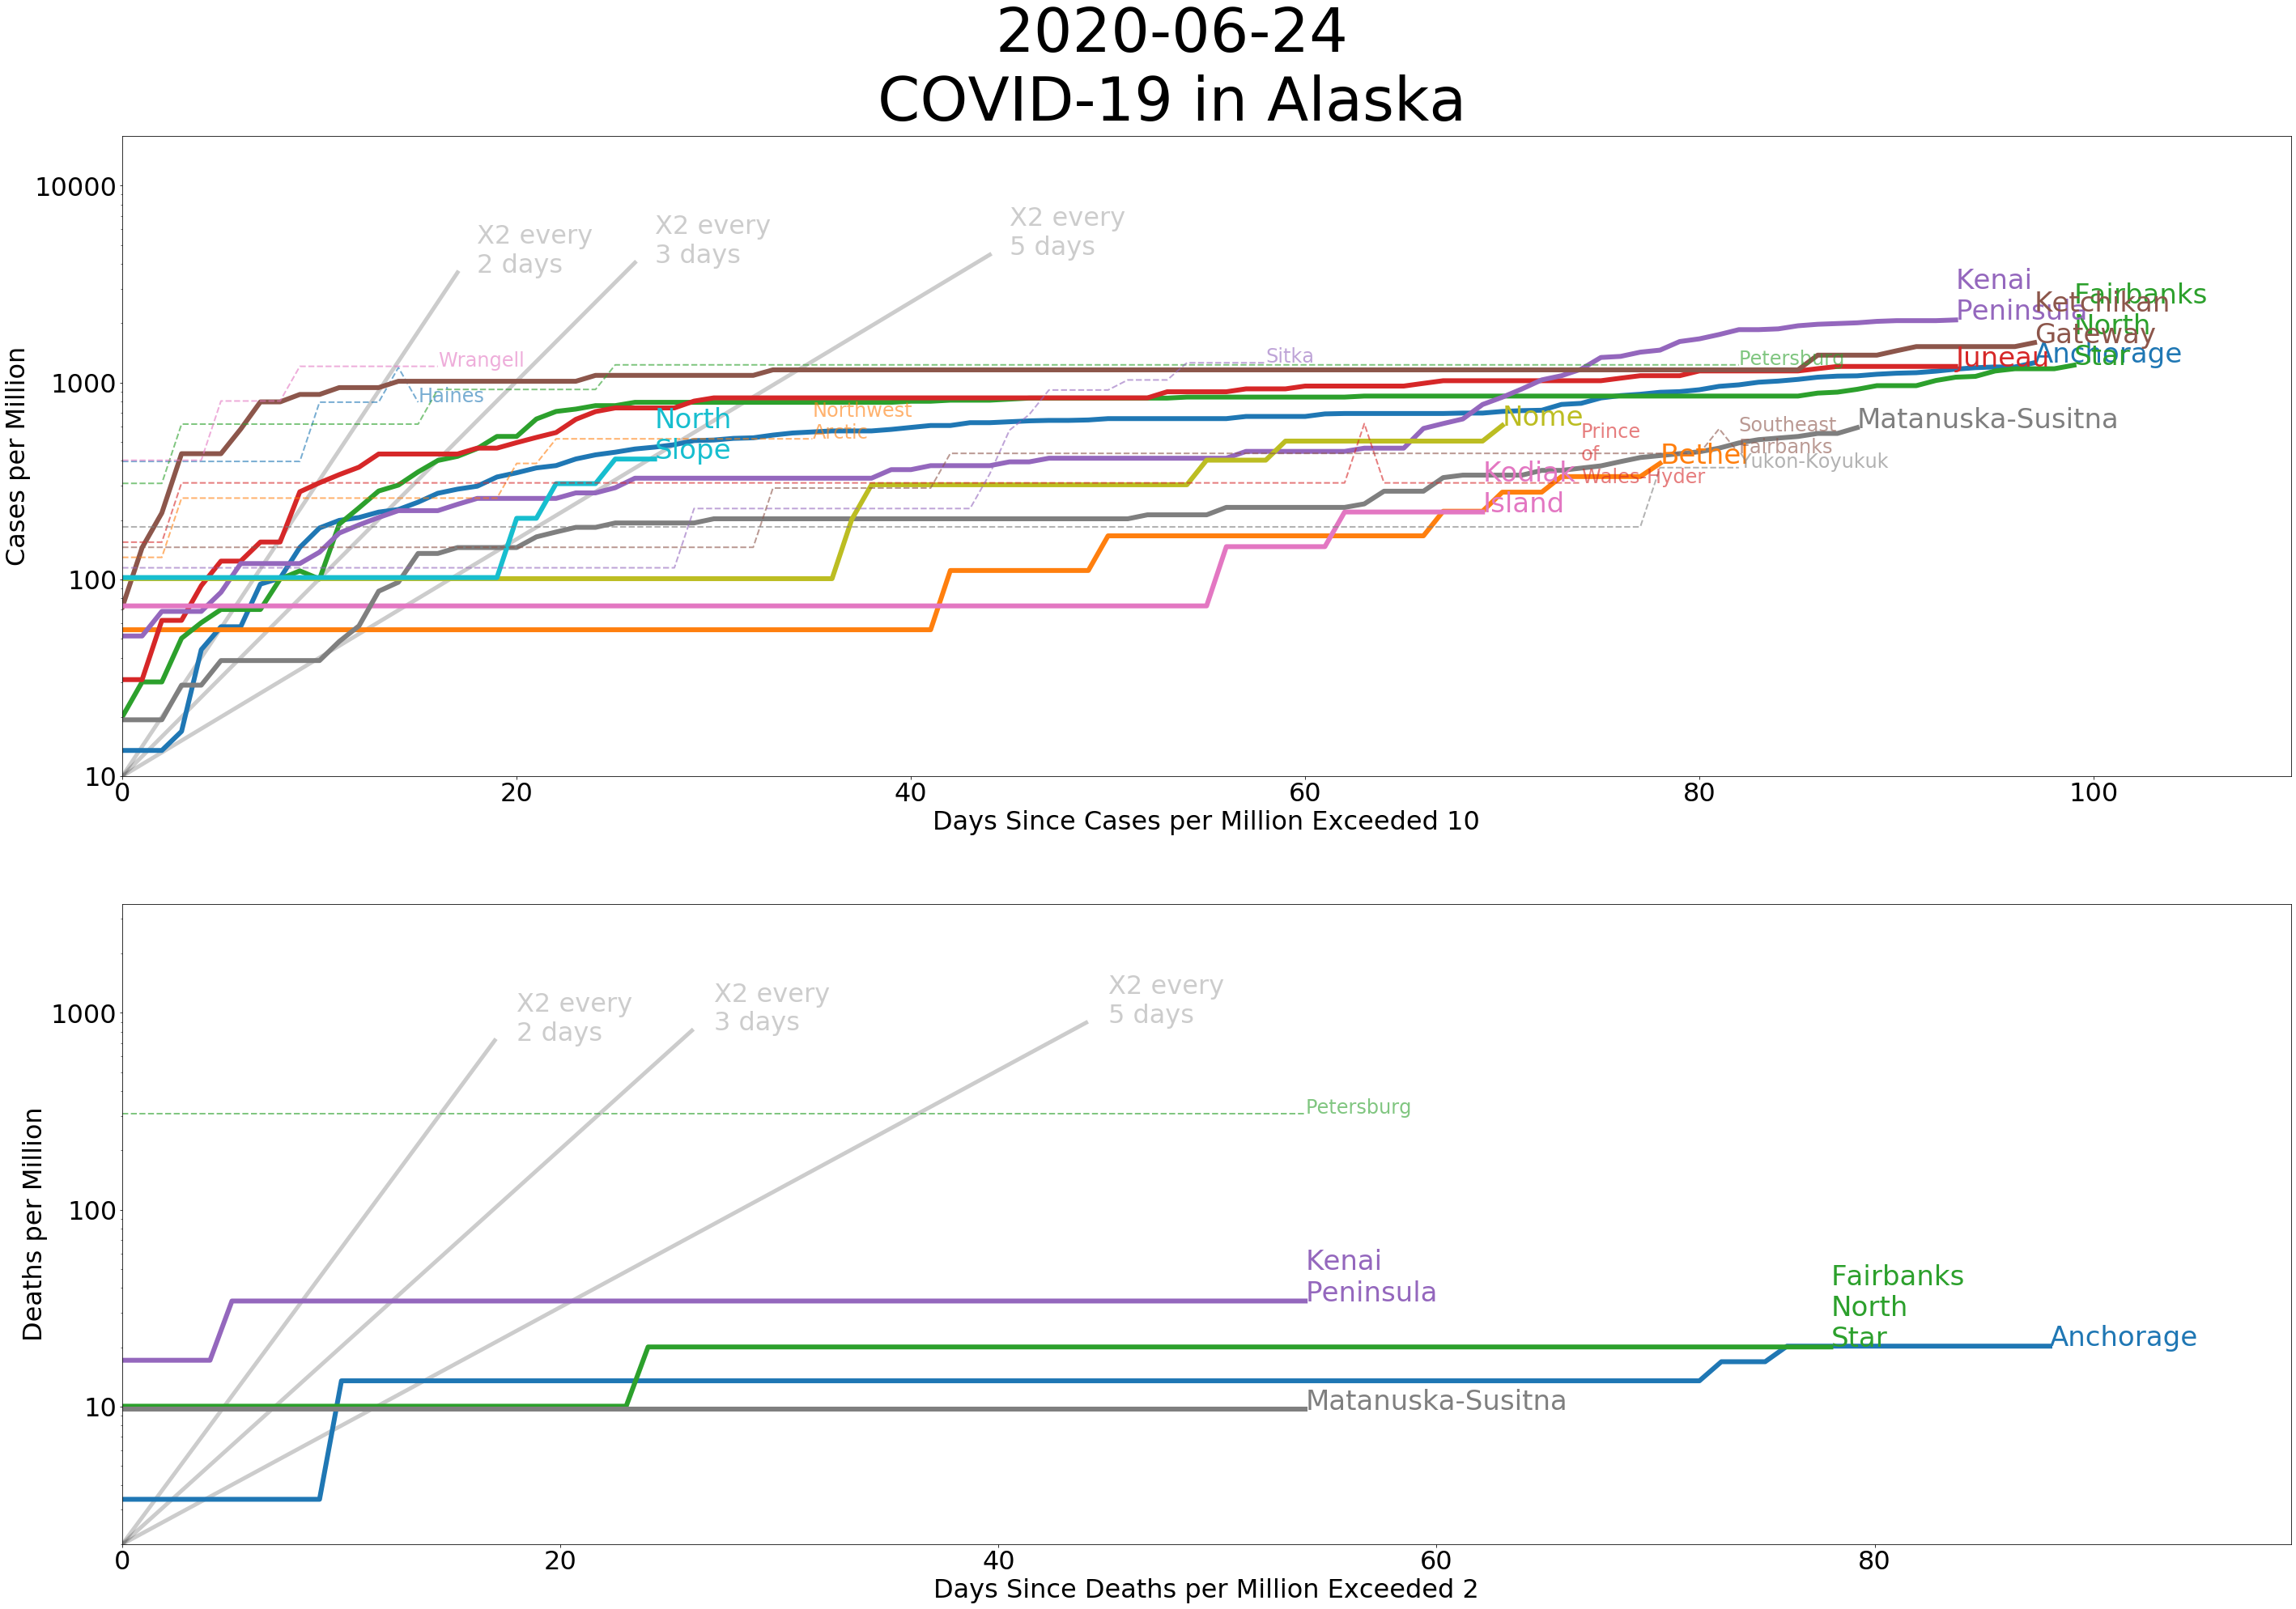 2020-06-24
COVID-19 in Alaska
Cases per Million
10000
1000
100
10
X2 every
2 days
X2 every
3 days
X2 every
5 days
Wrangell
Haines
North
Slope
Northwest
Arctic
Sitka
Nome
Kodiak
Island
Prince
of
Wales-Hyder
Bethel
Southeast
Fairbanks
Yukon-Koyukuk
Petersburg
Matanuska-Susitna
Kenai
Peninsula
Juneau
Ketchikan
Gateway
Anchorage
Fairbanks
North
Star
0
20
40
60
80
100
Days Since Cases per Million Exceeded 10
Deaths per Million
1000
100
10
X2 every
2 days
X2 every
3 days
X2 every
5 days
Petersburg
Kenai
Peninsula
Fairbanks
North
Star
Anchorage
Matanuska-Susitna
0
20
40
60
80
Days Since Deaths per Million Exceeded 2